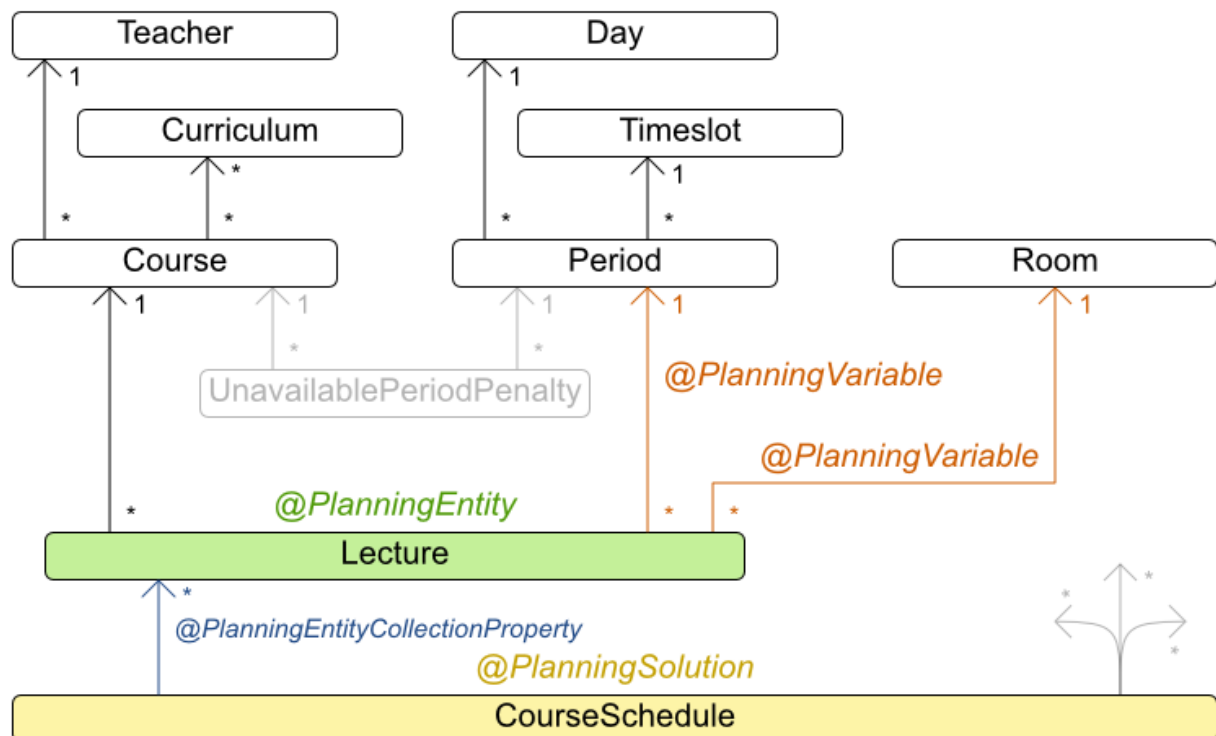 Teacher
Day
1
1
Curriculum
Timeslot
*
1
*
*
*
*
Course
Period
Room
1
1
1
1
1
*
*
@PlanningVariable
UnavailablePeriodPenalty
@PlanningVariable
@PlanningEntity
*
*
*
Lecture
*
*
*
@PlanningEntityCollectionProperty
*
@PlanningSolution
CourseSchedule